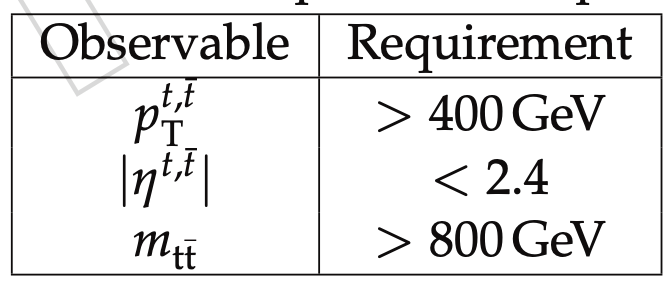 Observable Requirement
p_T^{t,t̄} > 400 GeV
|η^{t,t̄}| < 2.4
m_{tt̄} > 800 GeV